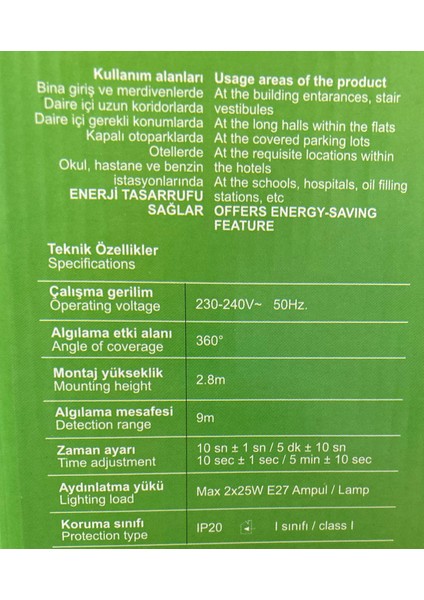 Kullanım alanları
Bina giriş ve merdivenlerde
Daire içi uzun koridorlarda
Daire içi gerekli konumlarda
Kapalı otoparklarda
Otellerde
Okul, hastane ve benzin
istasyonlarında
ENERJİ TASARRUFU
SAĞLAR
Usage areas of the product
At the building entarances, stair
vestibules
At the long halls within the flats
At the covered parking lots
At the requisite locations within
the hotels
At the schools, hospitals, oil filling
stations, etc
OFFERS ENERGY-SAVING
FEATURE
Teknik Özellikler
Specifications
Çalışma gerilim
Operating voltage
230-240V~ 50Hz.
Algılama etki alanı
Angle of coverage
360°
Montaj yükseklik
Mounting height
2.8m
Algılama mesafesi
Detection range
9m
Zaman ayarı
Time adjustment
10 sn ± 1 sn / 5 dk ± 10 sn
10 sec ± 1 sec / 5 min ± 10 sec
Aydınlatma yükü
Lighting load
Max 2x25W E27 Ampul / Lamp
Koruma sınıfı
Protection type
IP20 I sınıfı / class I